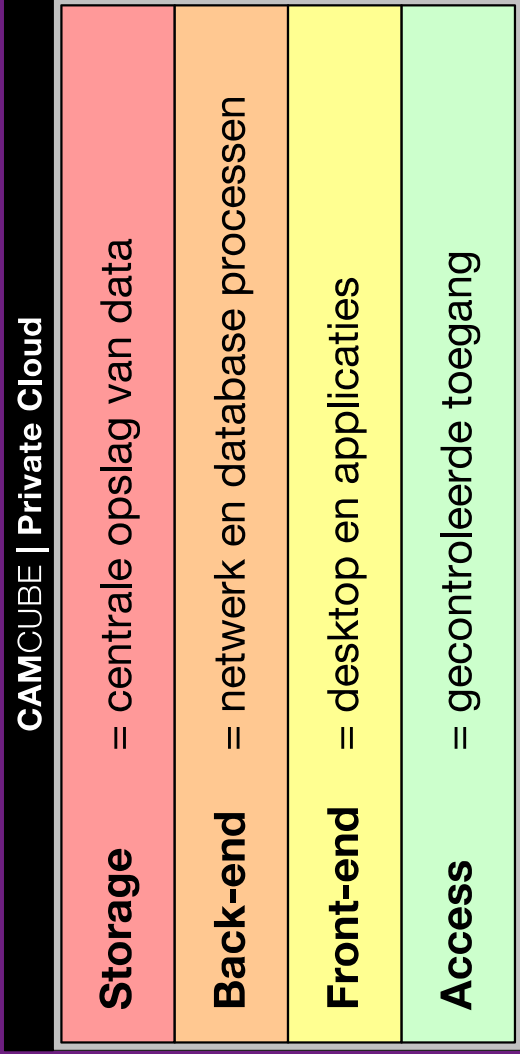 CAMCUBE | Private Cloud
Storage = centrale opslag van data
Back-end = netwerk en database processen
Front-end = desktop en applicaties
Access = gecontroleerde toegang